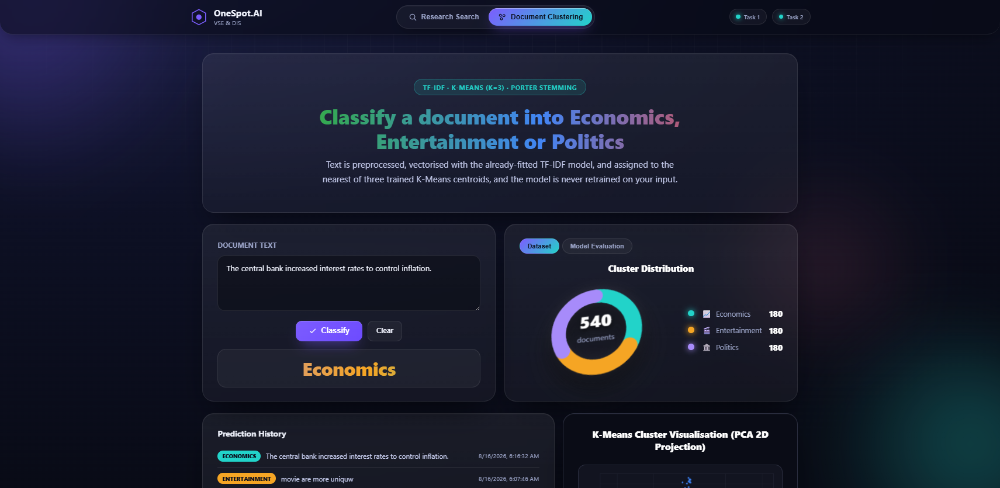 OneSpot.AI
VSE & DIS
Research Search
Document Clustering
Task 1
Task 2
TF-IDF · K-MEANS (K=3) · PORTER STEMMING
Classify a document into Economics,
Entertainment or Politics
Text is preprocessed, vectorised with the already-fitted TF-IDF model, and assigned to the
nearest of three trained K-Means centroids, and the model is never retrained on your input.
DOCUMENT TEXT
The central bank increased interest rates to control inflation.
Classify
Clear
Economics
Dataset
Model Evaluation
Cluster Distribution
540
documents
Economics 180
Entertainment 180
Politics 180
Prediction History
ECONOMICS The central bank increased interest rates to control inflation. 8/16/2026, 6:16:32 AM
ENTERTAINMENT movie are more uniquw 8/16/2026, 6:07:46 AM
K-Means Cluster Visualisation (PCA 2D
Projection)